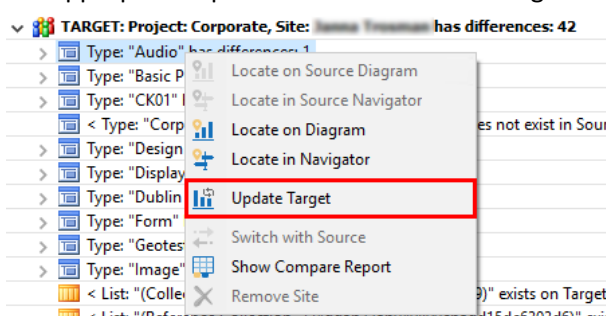 TARGET: Project: Corporate, Site: has differences: 42
Type: "Audio" has differences: 1
Type: "Basic P
Type: "CK01"
< Type: "Corp es not exist in Sour
Type: "Design
Type: "Display
Type: "Dublin
Type: "Form"
Type: "Geotes
Type: "Image"
< List: "(Collec 9)" exists on Target
Locate on Source Diagram
Locate in Source Navigator
Locate on Diagram
Locate in Navigator
Update Target
Switch with Source
Show Compare Report
Remove Site